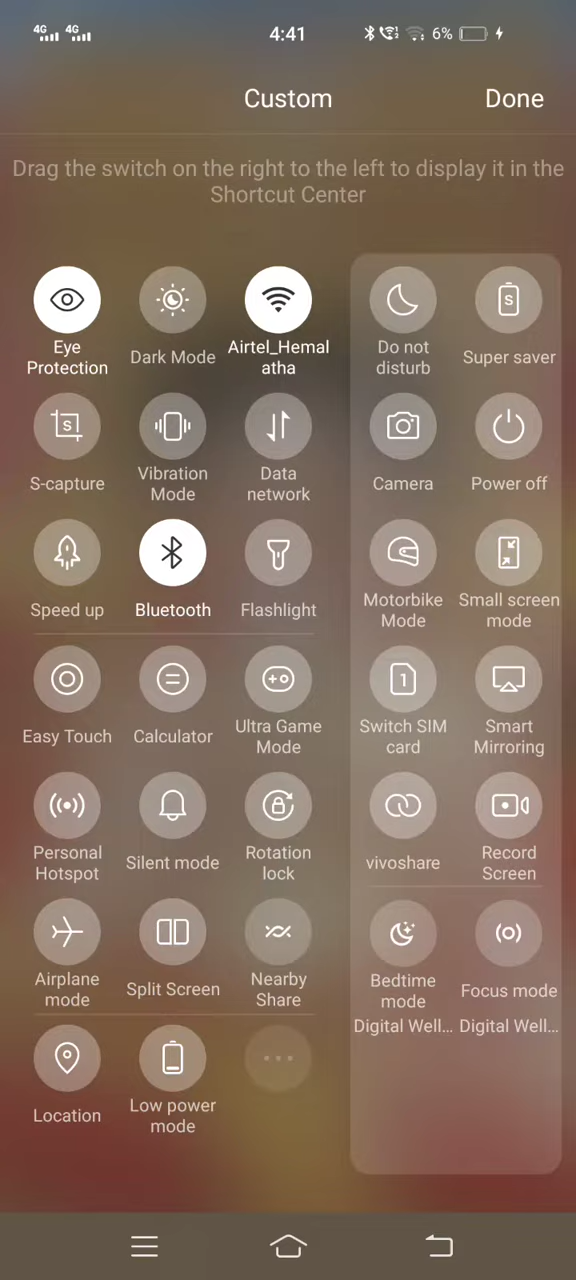 4G 4G 4:41 6%
Custom Done
Drag the switch on the right to the left to display it in the
Shortcut Center
Eye
Protection
Dark Mode
Airtel_Hemal
atha
Do not
disturb
Super saver
S-capture
Vibration
Mode
Data
network
Camera
Power off
Speed up
Bluetooth
Flashlight
Motorbike
Mode
Small screen
mode
Easy Touch
Calculator
Ultra Game
Mode
Switch SIM
card
Smart
Mirroring
Personal
Hotspot
Silent mode
Rotation
lock
vivoshare
Record
Screen
Airplane
mode
Split Screen
Nearby
Share
Bedtime
mode
Digital Well...
Focus mode
Digital Well...
Location
Low power
mode